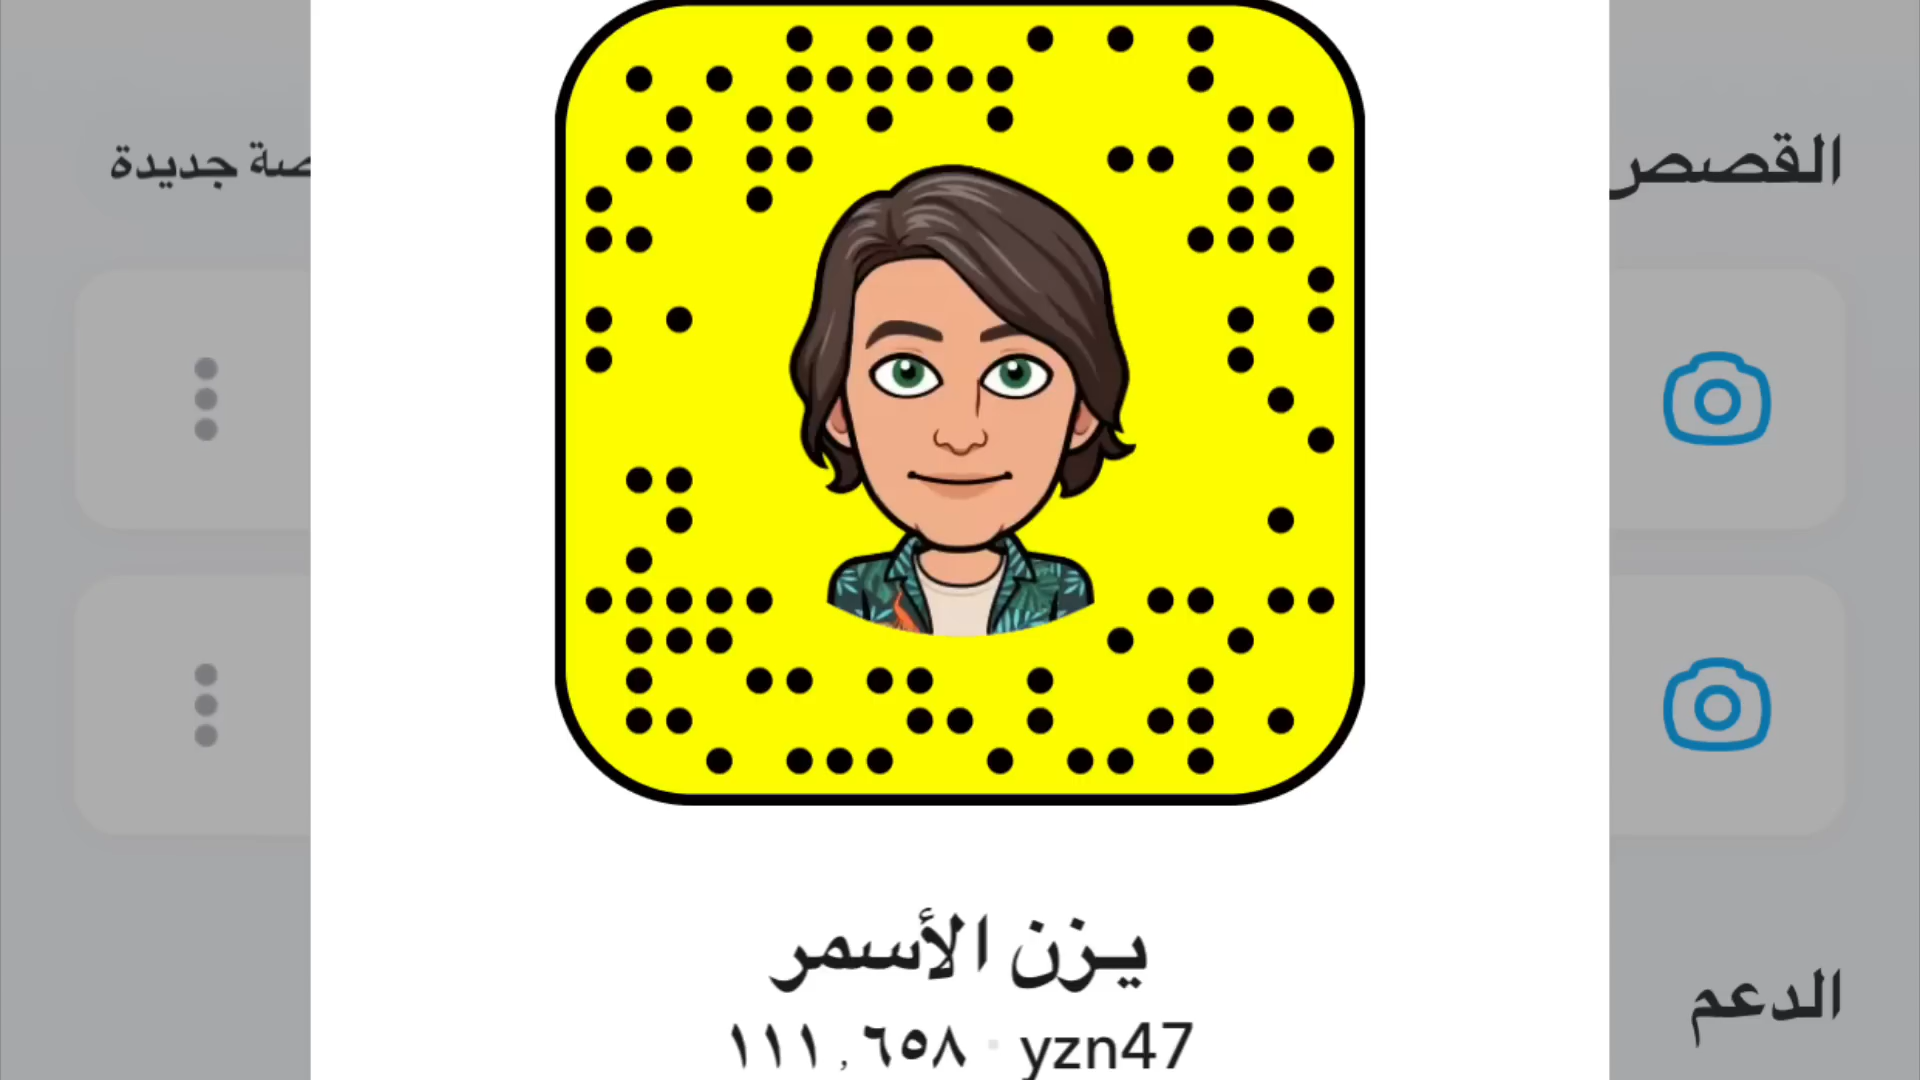 القصص
صة جديدة
يـزن الأسمر
yzn47 · ١١١,٦٥٨
الدعم